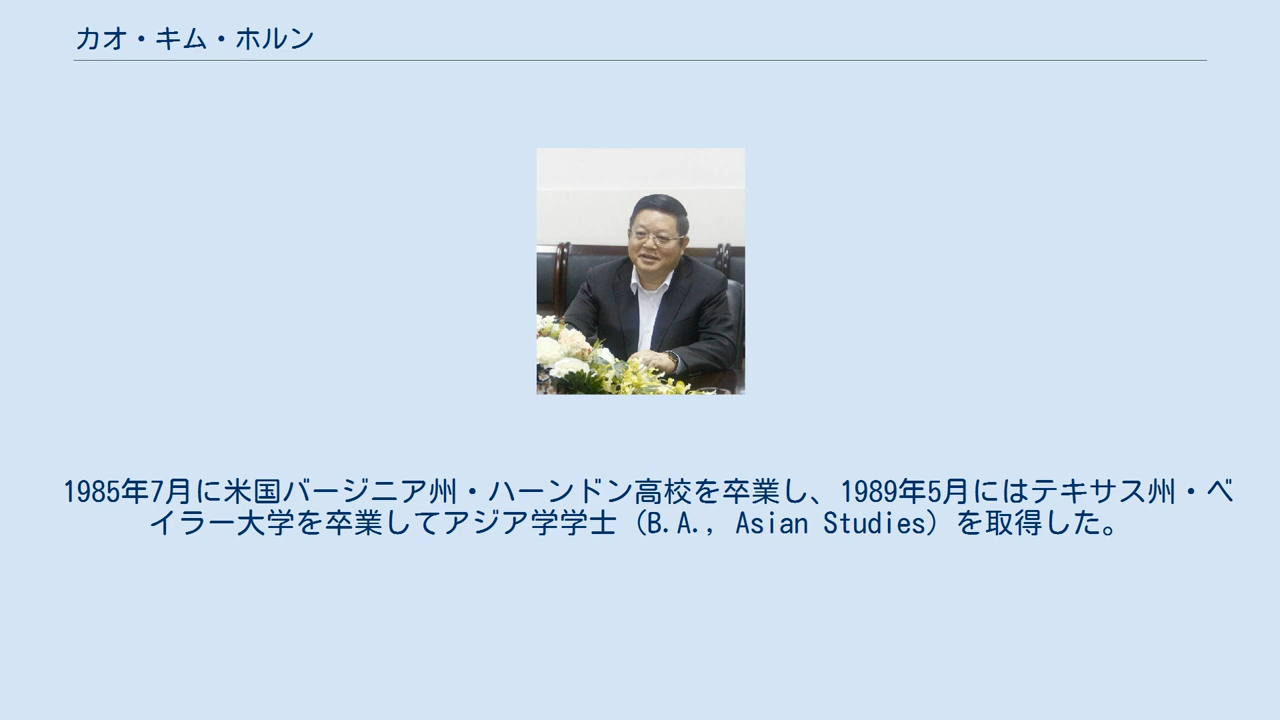 カオ・キム・ホルン
1985年7月に米国バージニア州・ハーンドン高校を卒業し、1989年5月にはテキサス州・ベ
イラー大学を卒業してアジア学学士（B.A., Asian Studies）を取得した。